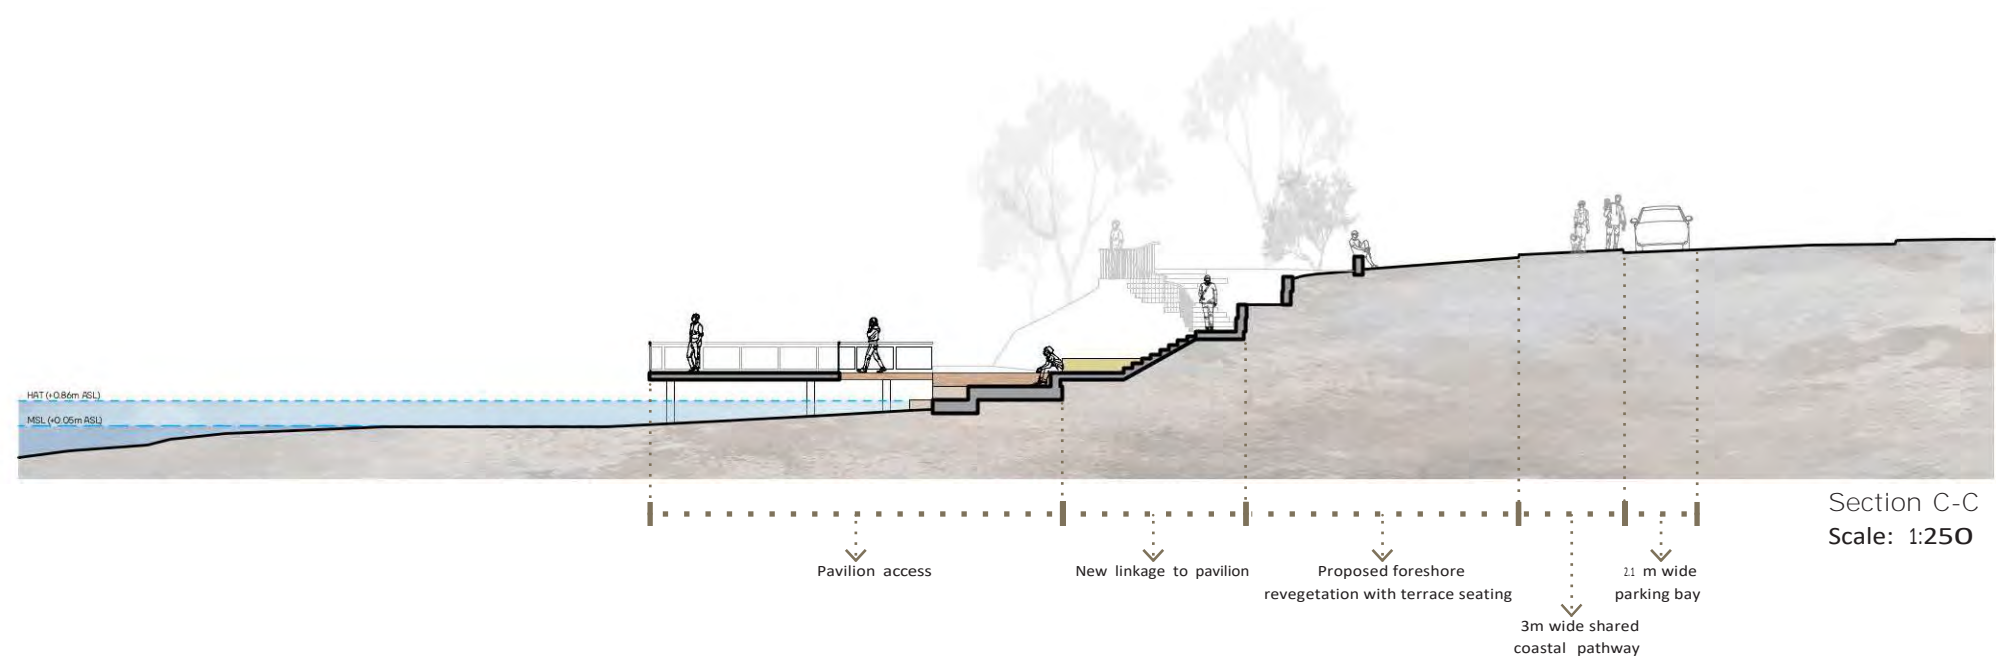 HAT (+0.86m ASL)
MSL (+0.05m ASL)
Section C-C
Scale: 1:250
Pavilion access
New linkage to pavilion
Proposed foreshore
revegetation with terrace seating
2.1 m wide
parking bay
3m wide shared
coastal pathway